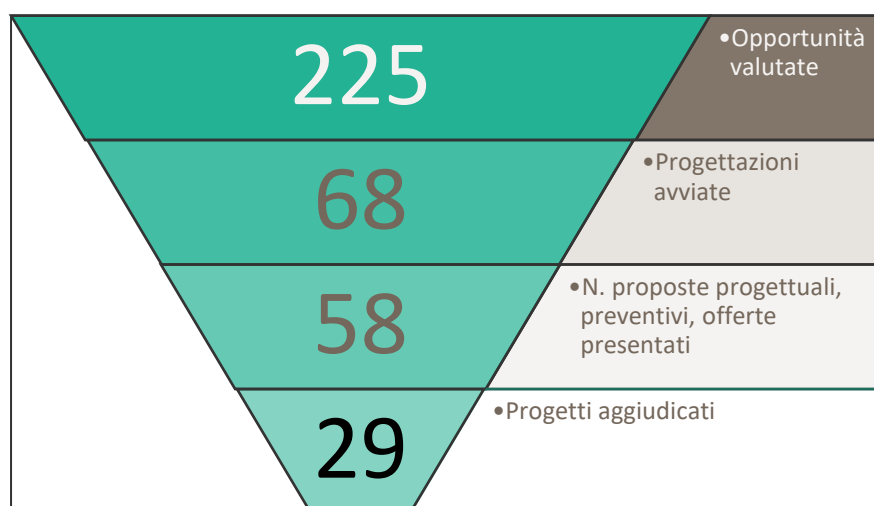 225
•Opportunità
valutate
68
•Progettazioni
avviate
58
•N. proposte progettuali,
preventivi, offerte
presentati
29
•Progetti aggiudicati